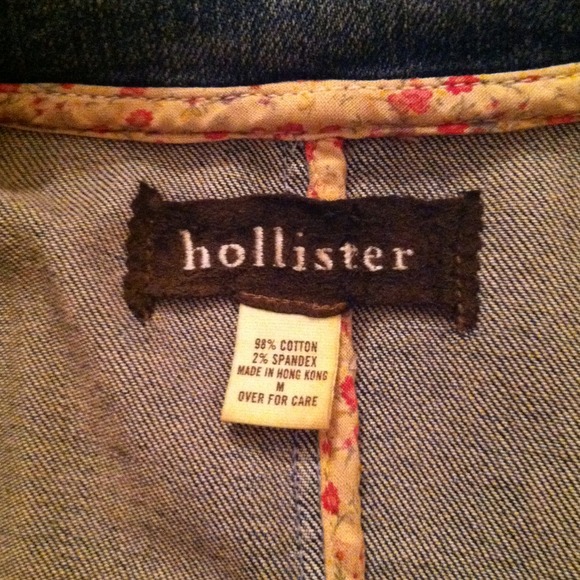 hollister
98% COTTON
2% SPANDEX
MADE IN HONG KONG
M
OVER FOR CARE